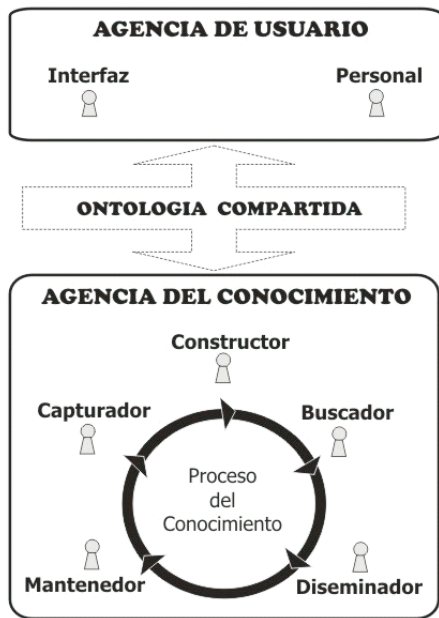 AGENCIA DE USUARIO
Interfaz
Personal
ONTOLOGIA COMPARTIDA
AGENCIA DEL CONOCIMIENTO
Constructor
Capturador
Buscador
Proceso
del
Conocimiento
Mantenedor
Diseminador